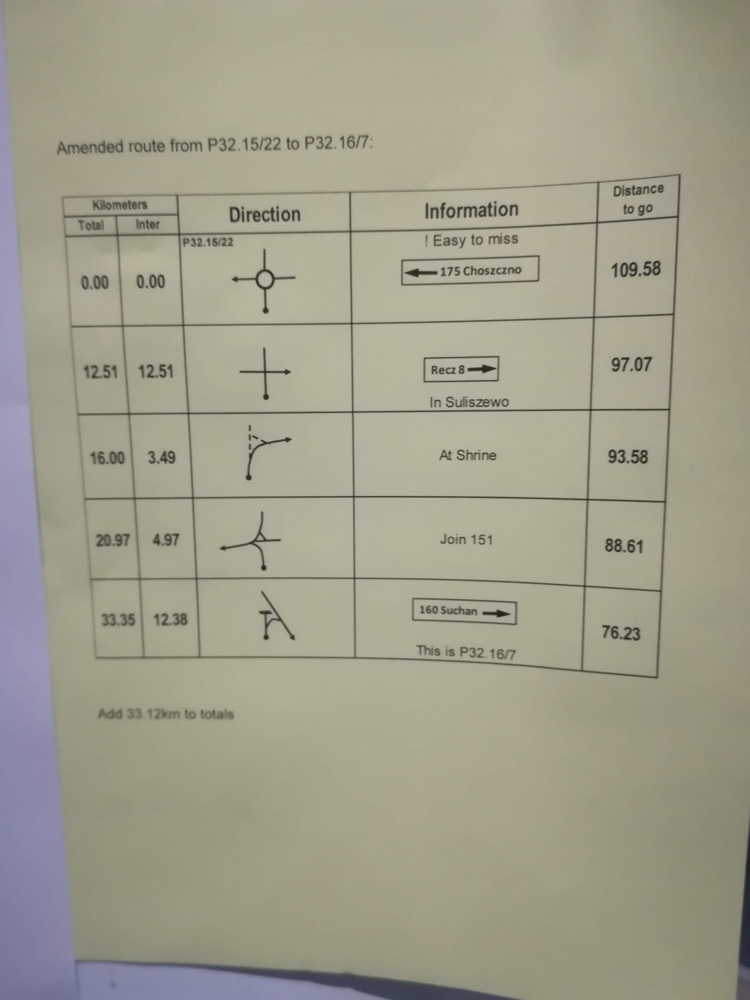 Amended route from P32.15/22 to P32.16/7:
Kilometers
Total Inter
Direction
Information
Distance
to go
P32.15/22
! Easy to miss
0.00 0.00
175 Choszczno
109.58
12.51 12.51
Recz 8
97.07
In Suliszewo
16.00 3.49
At Shrine
93.58
20.97 4.97
Join 151
88.61
33.35 12.38
160 Suchan
76.23
This is P32.16/7
Add 33.12km to totals